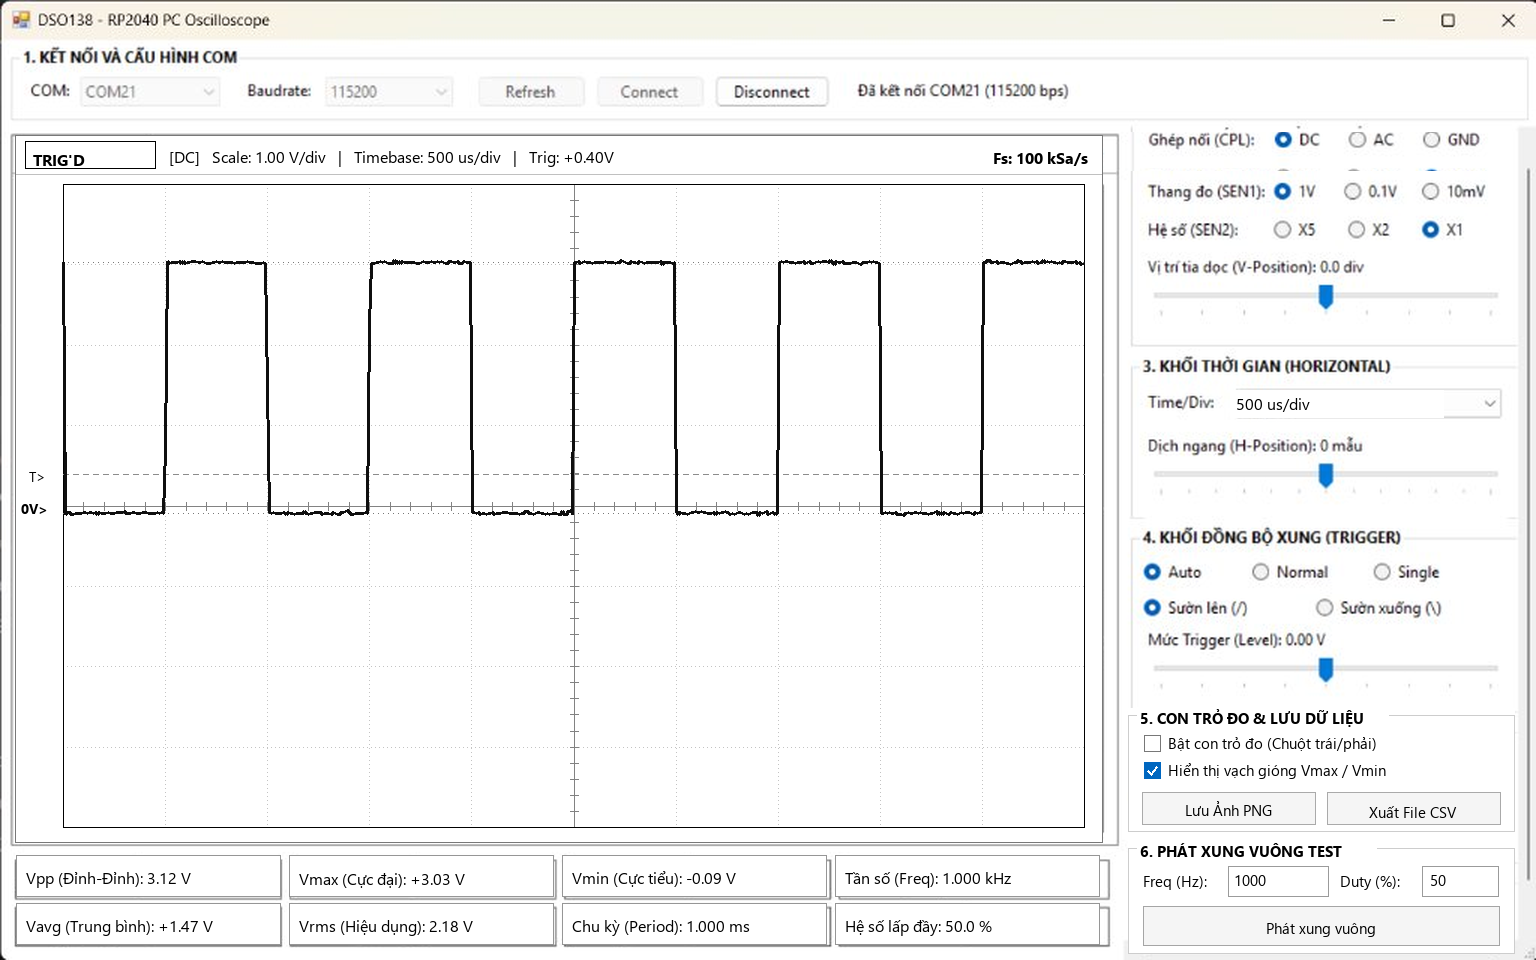 DSO138 - RP2040 PC Oscilloscope
1. KẾT NỐI VÀ CẤU HÌNH COM
COM: COM21 Baudrate: 115200 Refresh Connect Disconnect Đã kết nối COM21 (115200 bps)
TRIG'D [DC] Scale: 1.00 V/div | Timebase: 500 us/div | Trig: +0.40V Fs: 100 kSa/s
T>
0V>
Ghép nối (CPL): DC AC GND
Thang đo (SEN1): 1V 0.1V 10mV
Hệ số (SEN2): X5 X2 X1
Vị trí tia dọc (V-Position): 0.0 div
3. KHỐI THỜI GIAN (HORIZONTAL)
Time/Div: 500 us/div
Dịch ngang (H-Position): 0 mẫu
4. KHỐI ĐỒNG BỘ XUNG (TRIGGER)
Auto Normal Single
Sườn lên (/) Sườn xuống (\)
Mức Trigger (Level): 0.00 V
5. CON TRỎ ĐO & LƯU DỮ LIỆU
Bật con trỏ đo (Chuột trái/phải)
Hiển thị vạch gióng Vmax / Vmin
Lưu Ảnh PNG Xuất File CSV
6. PHÁT XUNG VUÔNG TEST
Freq (Hz): 1000 Duty (%): 50
Phát xung vuông
Vpp (Đỉnh-Đỉnh): 3.12 V Vmax (Cực đại): +3.03 V Vmin (Cực tiểu): -0.09 V Tần số (Freq): 1.000 kHz
Vavg (Trung bình): +1.47 V Vrms (Hiệu dụng): 2.18 V Chu kỳ (Period): 1.000 ms Hệ số lấp đầy: 50.0 %